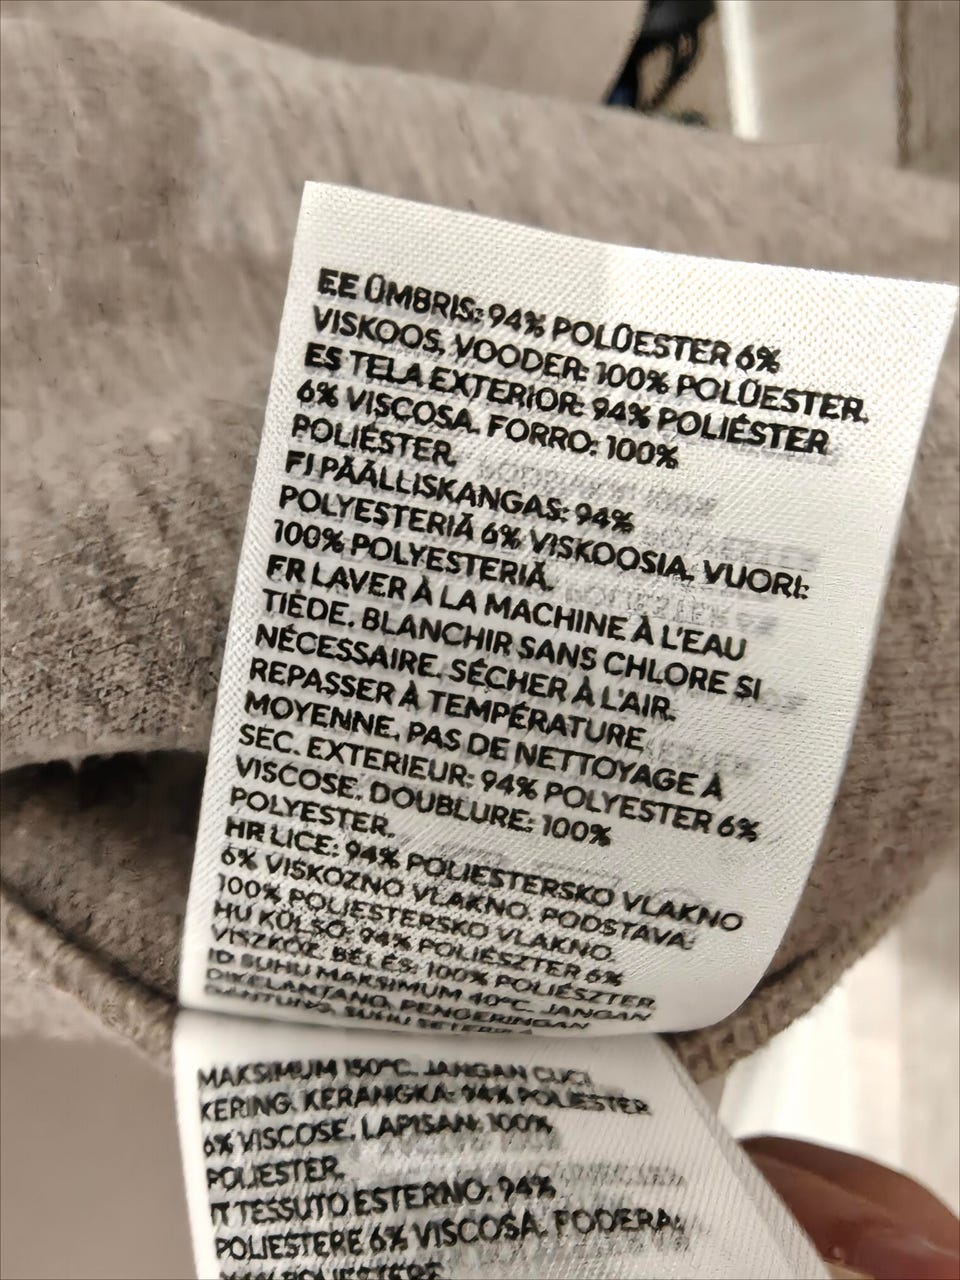 EE ÜMBRIS: 94% POLÜESTER 6%
VISKOOS, VOODER: 100% POLÜESTER.
ES TELA EXTERIOR: 94% POLIÉSTER
6% VISCOSA. FORRO: 100%
POLIÉSTER.
FI PÄÄLLISKANGAS: 94%
POLYESTERIÄ 6% VISKOOSIA, VUORI:
100% POLYESTERIÄ.
FR LAVER À LA MACHINE À L'EAU
TIÈDE. BLANCHIR SANS CHLORE SI
NÉCESSAIRE. SÉCHER À L'AIR.
REPASSER À TEMPÉRATURE
MOYENNE. PAS DE NETTOYAGE À
SEC. EXTERIEUR: 94% POLYESTER 6%
VISCOSE. DOUBLURE: 100%
POLYESTER.
HR LICE: 94% POLIESTERSKO VLAKNO
6% VISKOZNO VLAKNO. PODSTAVA:
100% POLIESTERSKO VLAKNO.
HU KÜLSŐ: 94% POLIÉSZTER 6%
VISZKÓZ. BÉLÉS: 100% POLIÉSZTER
ID SUHU MAKSIMUM 40°C. JANGAN
DIKELANTANG. PENGERINGAN
GANTUNG. SUHU SETERIKA
MAKSIMUM 150°C. JANGAN CUCI
KERING. KERANGKA: 94% POLIESTER
6% VISCOSE. LAPISAN: 100%
POLIESTER.
IT TESSUTO ESTERNO: 94%
POLIESTERE 6% VISCOSA. FODERA:
POLIESTERE